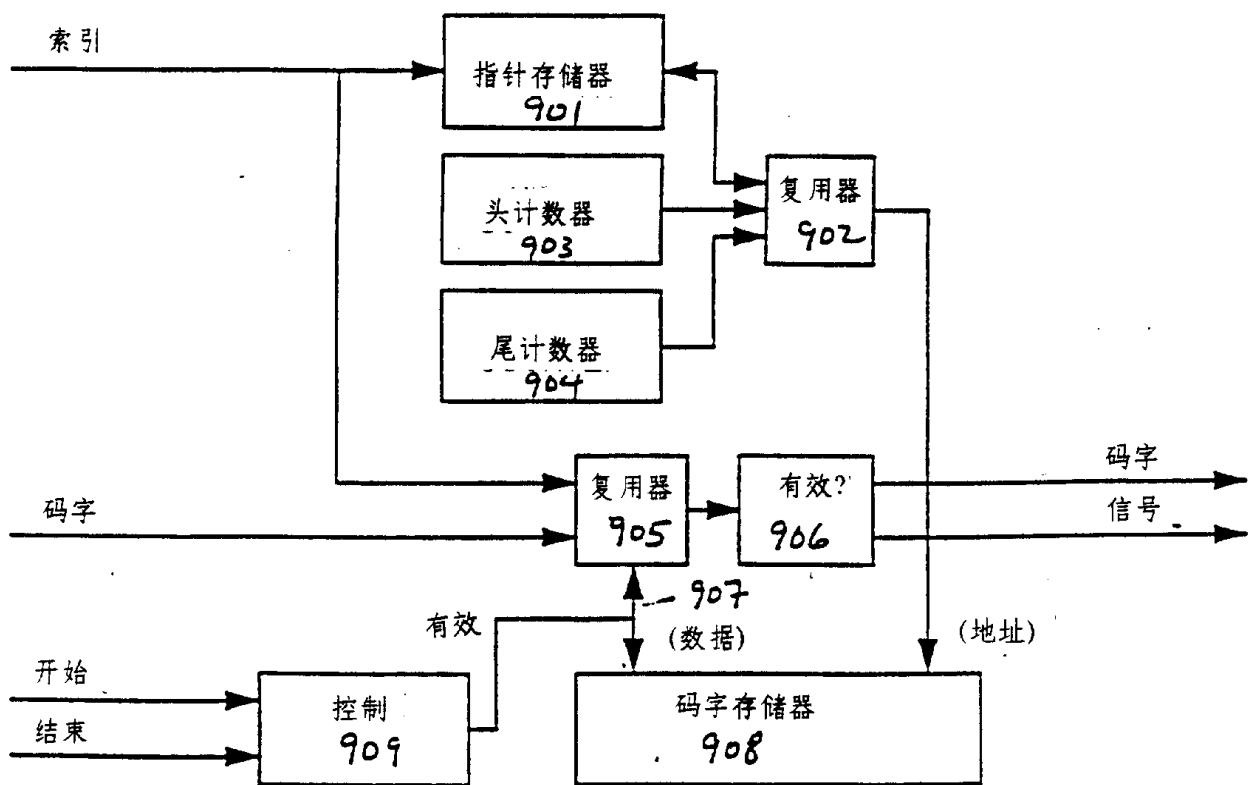 索引
指针存储器
901
头计数器
903
复用器
902
尾计数器
904
码字
复用器
905
有效?
906
码字
信号
907
有效
(数据)
(地址)
开始
结束
控制
909
码字存储器
908